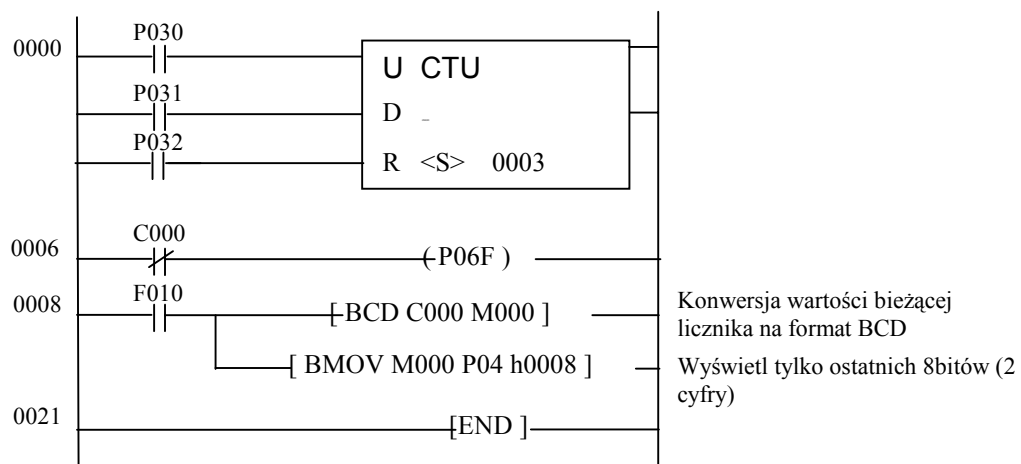 0000
P030
U CTU
P031
D _
P032
R <S> 0003
0006
C000
( P06F )
0008
F010
[ BCD C000 M000 ]
Konwersja wartości bieżącej
licznika na format BCD
[ BMOV M000 P04 h0008 ]
Wyświetl tylko ostatnich 8bitów (2
cyfry)
0021
[END ]